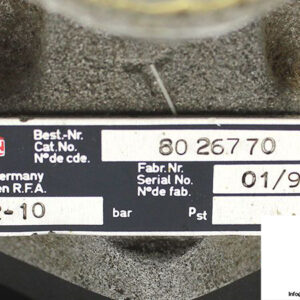 Best.-Nr.
Cat.No. 80 26770
N° de cde.
ermany Fabr.Nr.
en R.F.A. Serial No. 01/9
N° de fab.
2-10 bar Pst